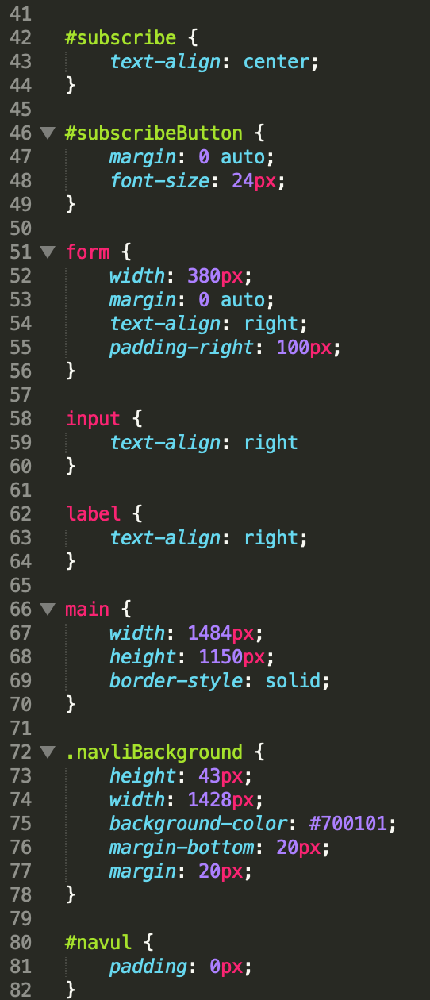 41
42 #subscribe {
43     text-align: center;
44 }
45
46 #subscribeButton {
47     margin: 0 auto;
48     font-size: 24px;
49 }
50
51 form {
52     width: 380px;
53     margin: 0 auto;
54     text-align: right;
55     padding-right: 100px;
56 }
57
58 input {
59     text-align: right
60 }
61
62 label {
63     text-align: right;
64 }
65
66 main {
67     width: 1484px;
68     height: 1150px;
69     border-style: solid;
70 }
71
72 .navliBackground {
73     height: 43px;
74     width: 1428px;
75     background-color: #700101;
76     margin-bottom: 20px;
77     margin: 20px;
78 }
79
80 #navul {
81     padding: 0px;
82 }